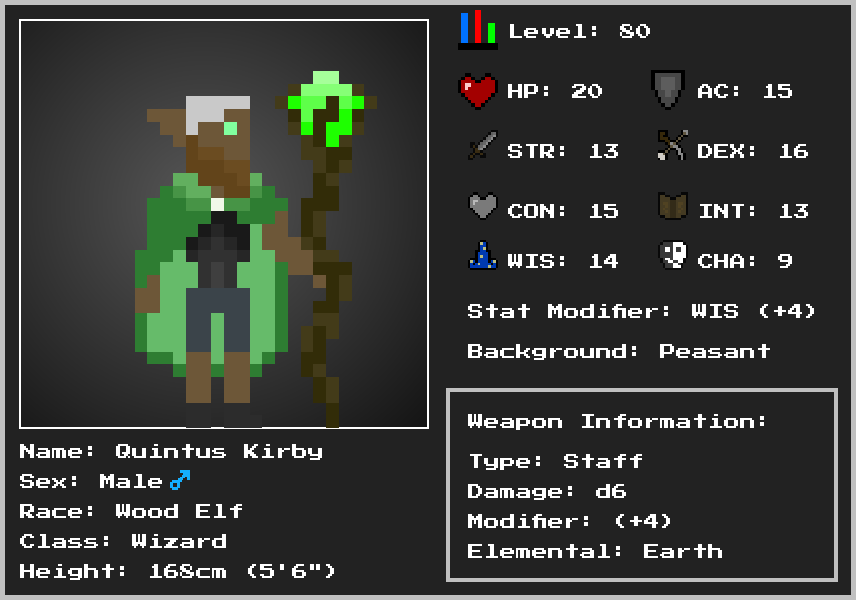 Level: 80
HP: 20
AC: 15
STR: 13
DEX: 16
CON: 15
INT: 13
WIS: 14
CHA: 9
Stat Modifier: WIS (+4)
Background: Peasant
Weapon Information:
Type: Staff
Damage: d6
Modifier: (+4)
Elemental: Earth
Name: Quintus Kirby
Sex: Male♂
Race: Wood Elf
Class: Wizard
Height: 168cm (5'6")